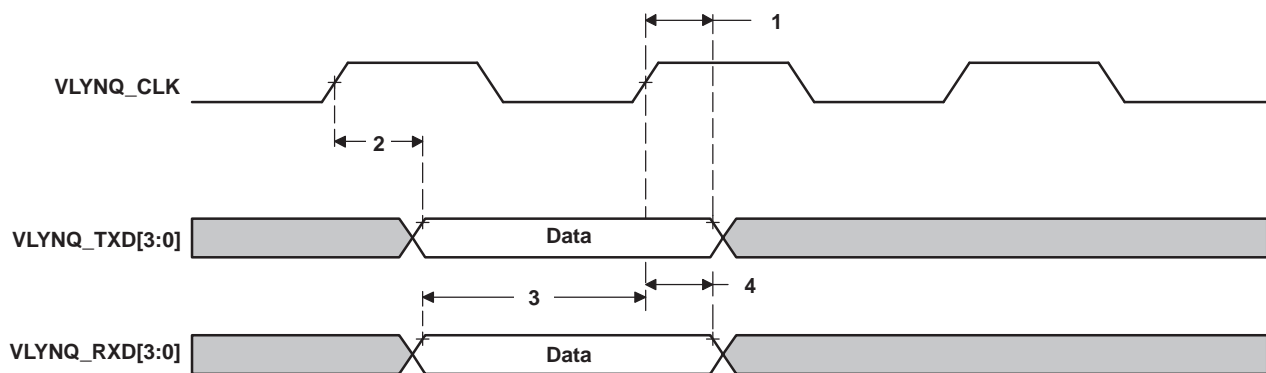 1
VLYNQ_CLK
2
VLYNQ_TXD[3:0]
Data
3
4
VLYNQ_RXD[3:0]
Data